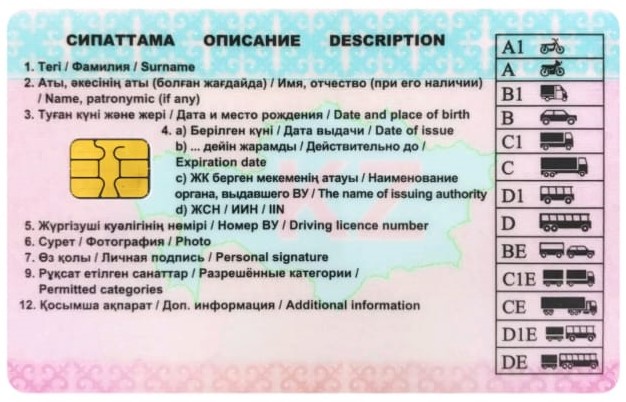 СИПАТТАМА ОПИСАНИЕ DESCRIPTION
1. Тегі / Фамилия / Surname
2. Аты, әкесінің аты (болған жағдайда) / Имя, отчество (при его наличии)
/ Name, patronymic (if any)
3. Туған күні және жері / Дата и место рождения / Date and place of birth
4. a) Берілген күні / Дата выдачи / Date of issue
b) ... дейін жарамды / Действительно до /
Expiration date
c) ЖК берген мекеменің атауы / Наименование
органа, выдавшего ВУ / The name of issuing authority
d) ЖСН / ИИН / IIN
5. Жүргізуші куәлігінің нөмірі / Номер ВУ / Driving licence number
6. Сурет / Фотография / Photo
7. Өз қолы / Личная подпись / Personal signature
9. Рұқсат етілген санаттар / Разрешённые категории /
Permitted categories
12. Қосымша ақпарат / Доп. информация / Additional information
KZ
A1
A
B1
B
C1
C
D1
D
BE
C1E
CE
D1E
DE